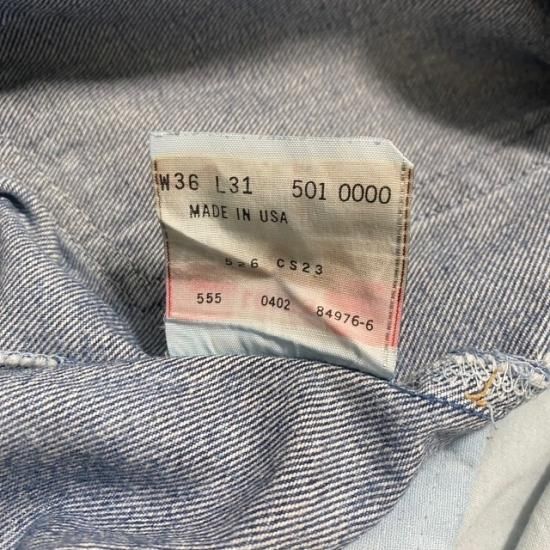 W36 L31 501 0000
MADE IN USA
CS23
555 0402 84976-6